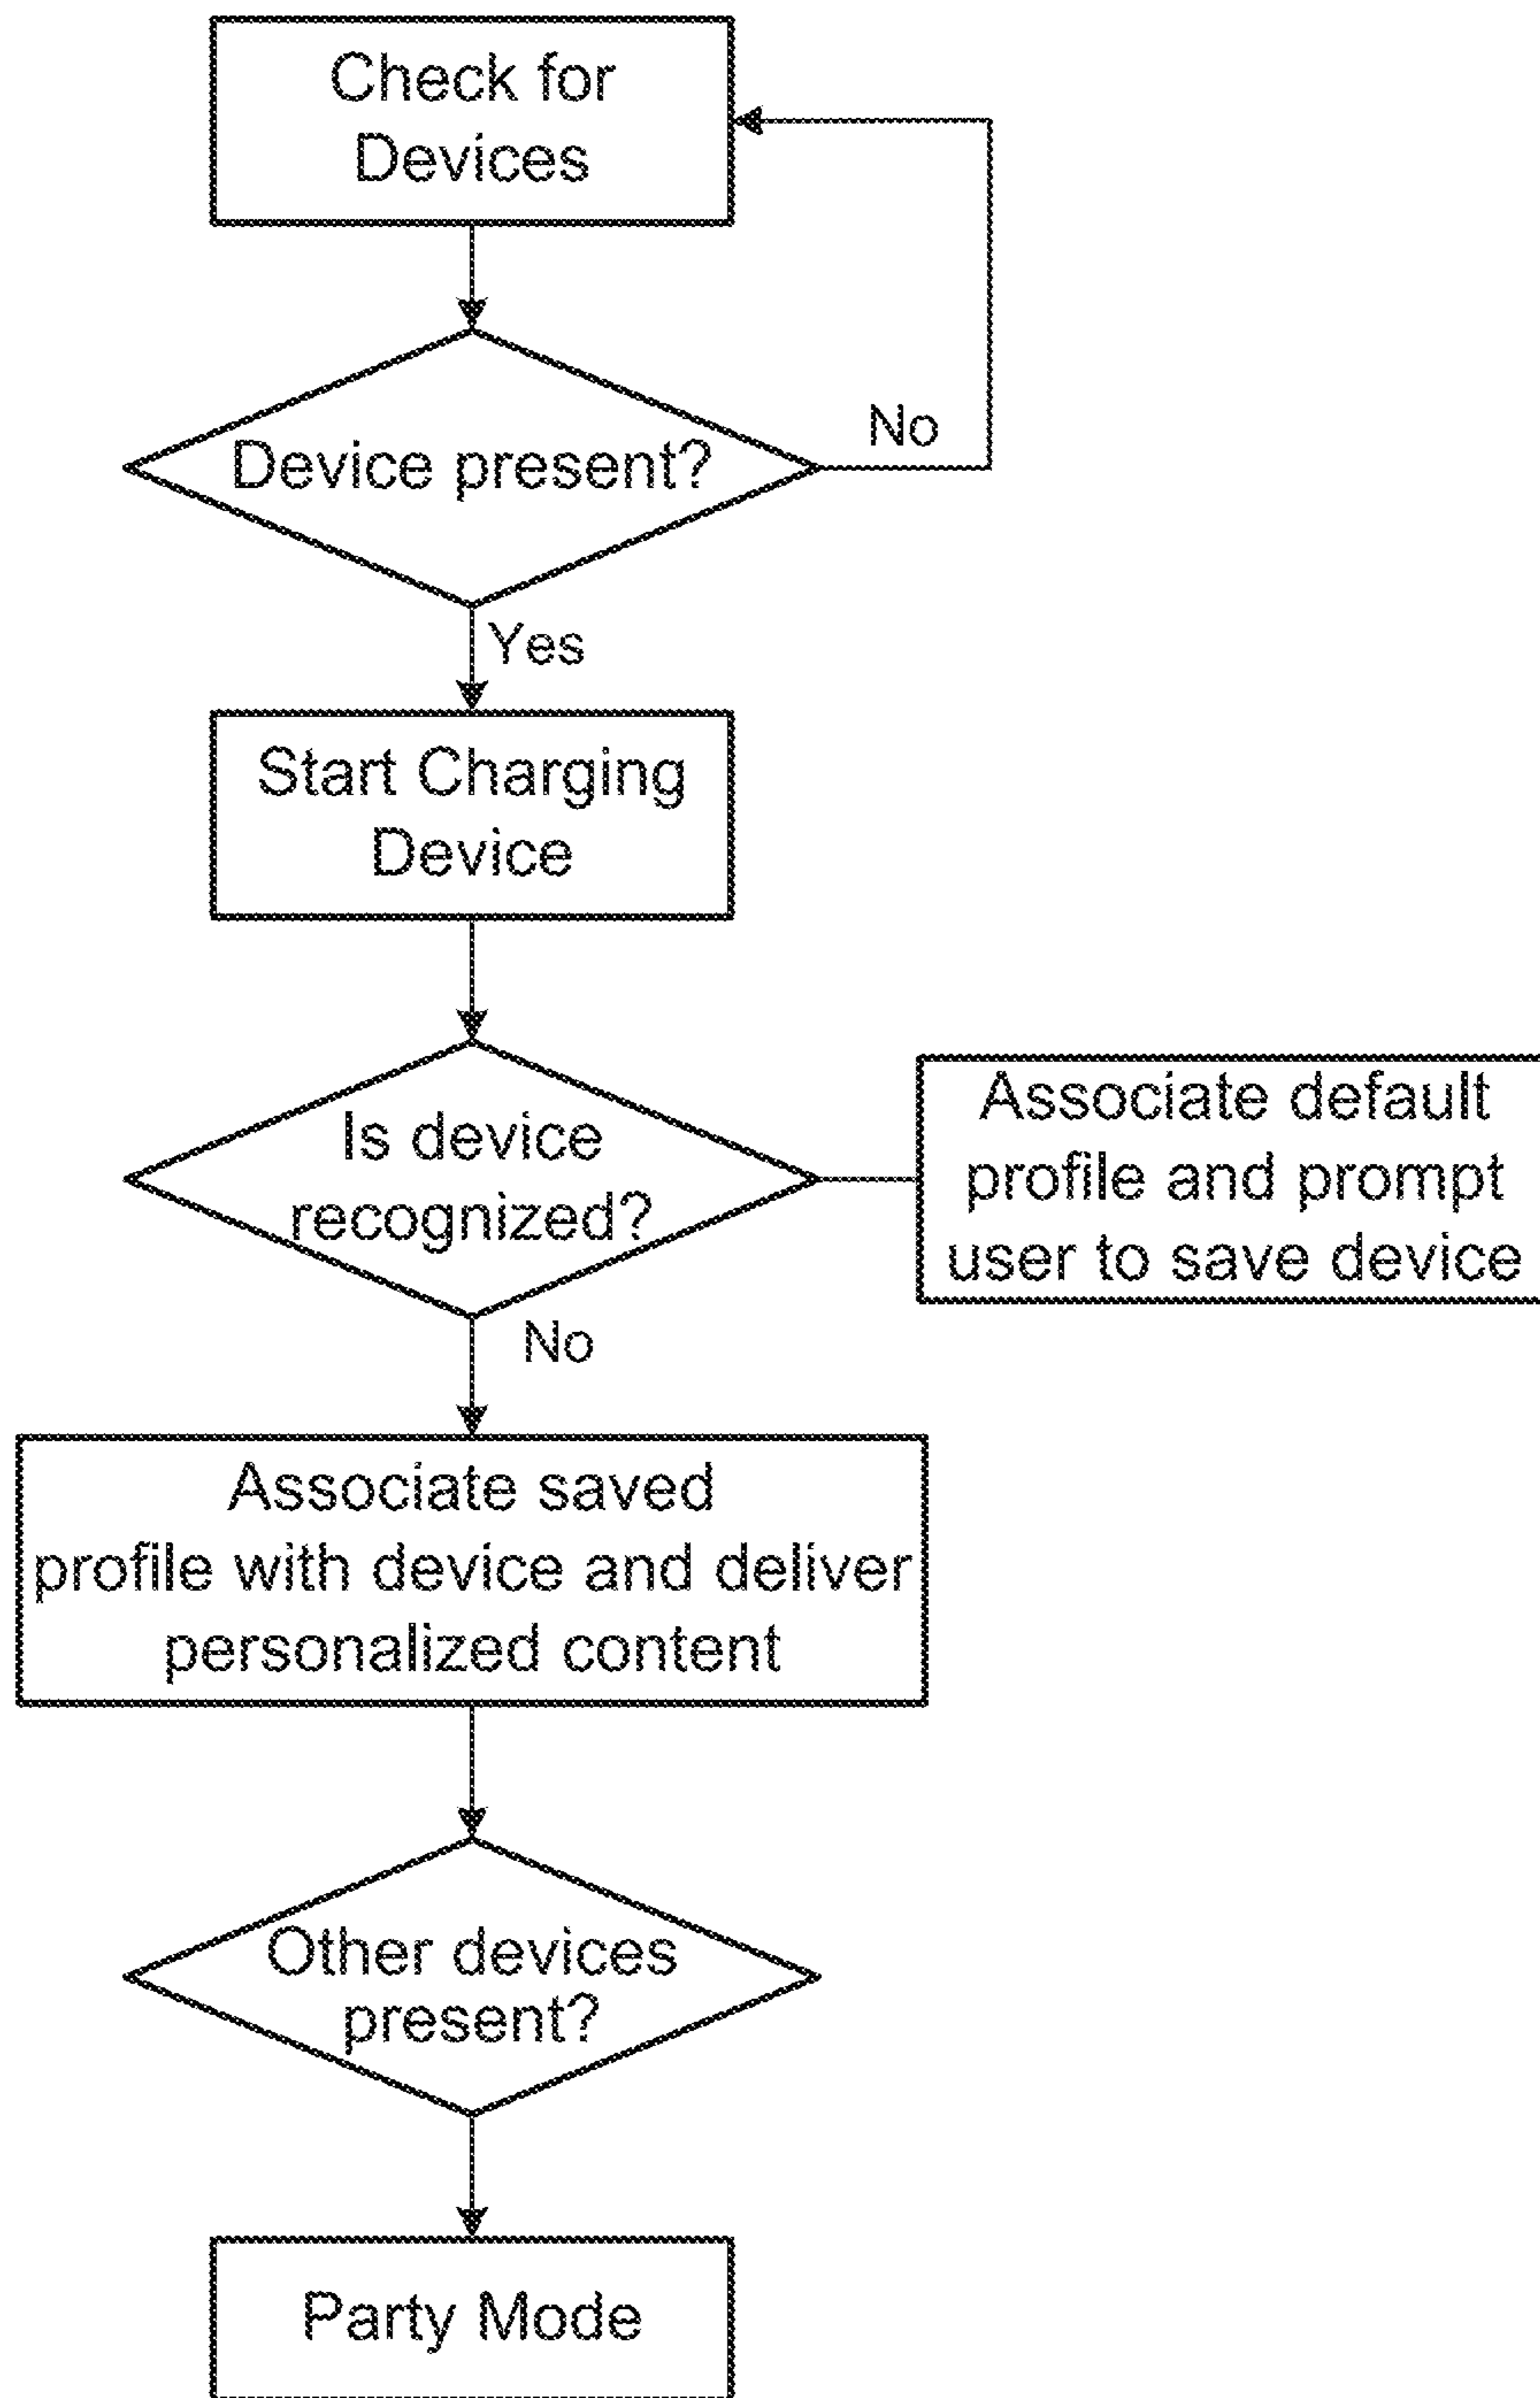 Check for
Devices
No
Device present?
Yes
Start Charging
Device
Is device
recognized?
Associate default
profile and prompt
user to save device
No
Associate saved
profile with device and deliver
personalized content
Other devices
present?
Party Mode